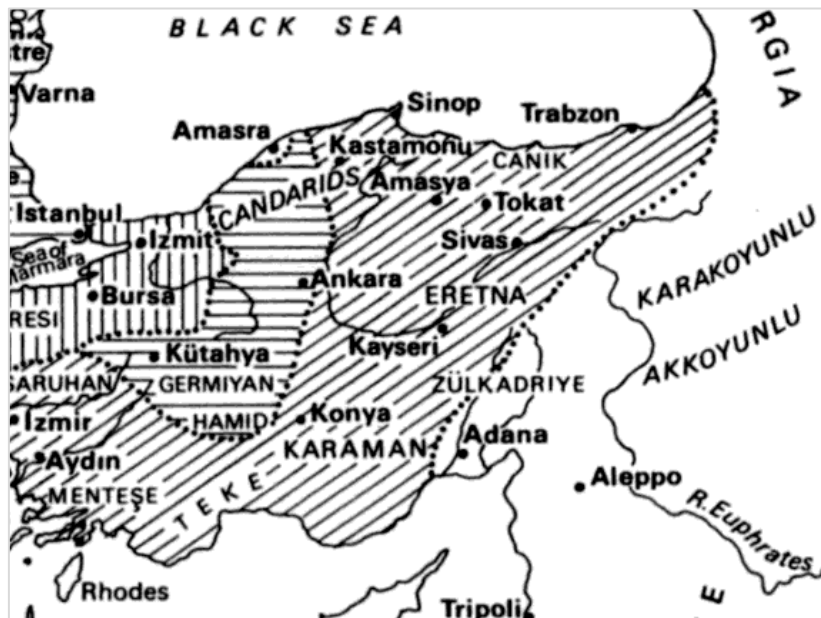 BLACK SEA
RGIA
tre
Varna
Sinop
Trabzon
Amasra
Kastamonu
CANIK
CANDARIDS
Amasya
Tokat
Istanbul
Izmit
Sivas
Sea of
Marmara
Ankara
KARAKOYUNLU
Bursa
ERETNA
RESI
Kayseri
AKKOYUNLU
Kütahya
SARUHAN
GERMIYAN
ZÜLKADRIYE
Izmir
HAMID
Konya
KARAMAN
Adana
Aydın
Aleppo
MENTEŞE
TEKE
R.Euphrates
Rhodes
Tripoli
E